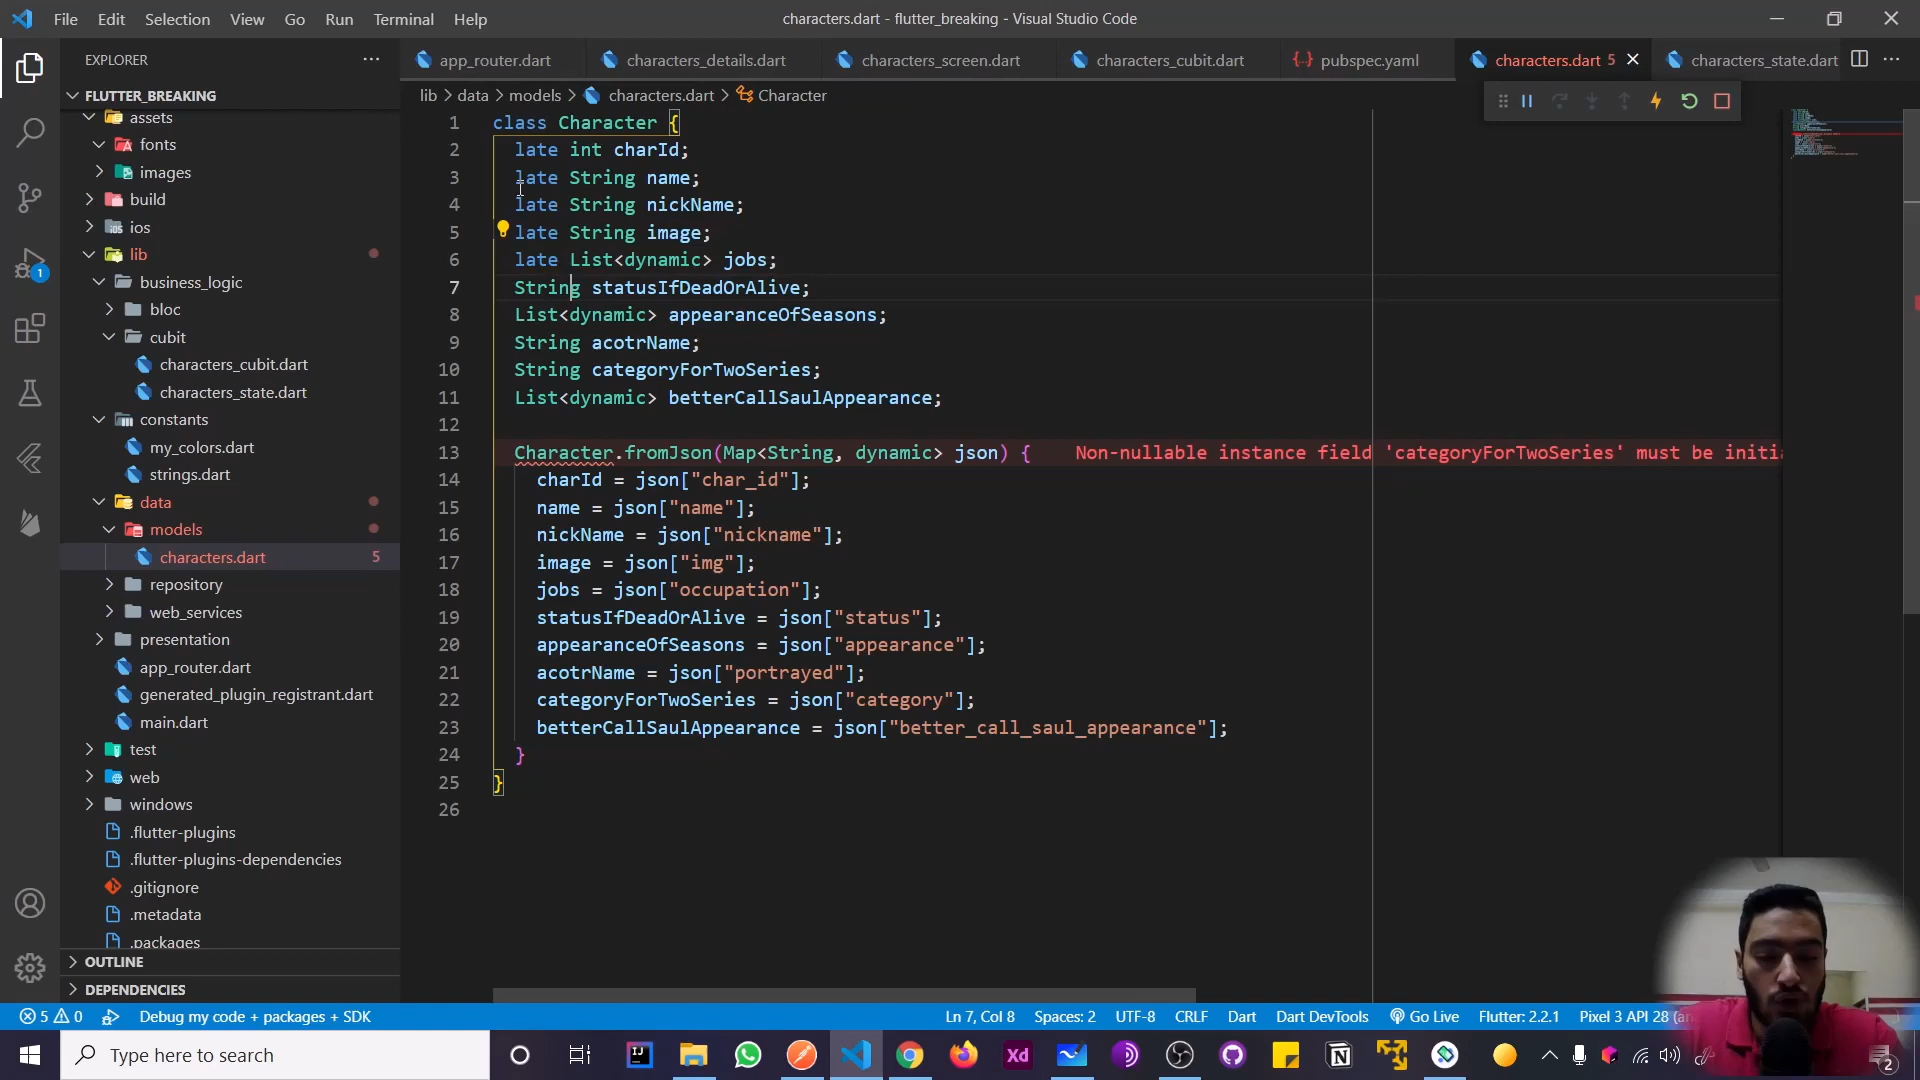 File Edit Selection View Go Run Terminal Help
characters.dart - flutter_breaking - Visual Studio Code
EXPLORER
app_router.dart
characters_details.dart
characters_screen.dart
characters_cubit.dart
pubspec.yaml
characters.dart 5
characters_state.dart
FLUTTER_BREAKING
assets
fonts
images
build
ios
lib
business_logic
bloc
cubit
characters_cubit.dart
characters_state.dart
constants
my_colors.dart
strings.dart
data
models
characters.dart 5
repository
web_services
presentation
app_router.dart
generated_plugin_registrant.dart
main.dart
test
web
windows
.flutter-plugins
.flutter-plugins-dependencies
.gitignore
.metadata
.packages
OUTLINE
DEPENDENCIES
1
lib > data > models > characters.dart > Character
1 class Character {
2 late int charId;
3 late String name;
4 late String nickName;
5 late String image;
6 late List<dynamic> jobs;
7 String statusIfDeadOrAlive;
8 List<dynamic> appearanceOfSeasons;
9 String acotrName;
10 String categoryForTwoSeries;
11 List<dynamic> betterCallSaulAppearance;
12
13 Character.fromJson(Map<String, dynamic> json) { Non-nullable instance field 'categoryForTwoSeries' must be initia
14 charId = json["char_id"];
15 name = json["name"];
16 nickName = json["nickname"];
17 image = json["img"];
18 jobs = json["occupation"];
19 statusIfDeadOrAlive = json["status"];
20 appearanceOfSeasons = json["appearance"];
21 acotrName = json["portrayed"];
22 categoryForTwoSeries = json["category"];
23 betterCallSaulAppearance = json["better_call_saul_appearance"];
24 }
25 }
26
5 0 Debug my code + packages + SDK
Ln 7, Col 8 Spaces: 2 UTF-8 CRLF Dart Dart DevTools Go Live Flutter: 2.2.1 Pixel 3 API 28 (
Type here to search
Xd
2